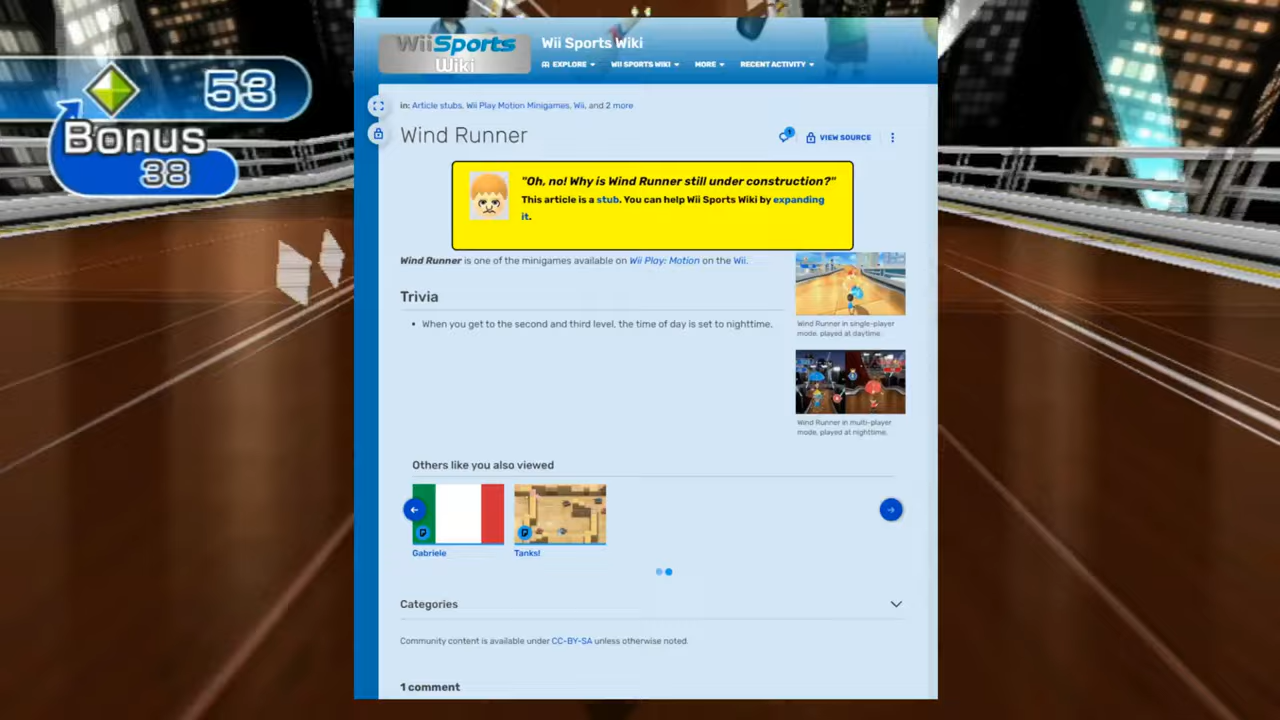 53
Bonus
38
WiiSports
Wiki
Wii Sports Wiki
EXPLORE
WII SPORTS WIKI
MORE
RECENT ACTIVITY
in: Article stubs, Wii Play Motion Minigames, Wii, and 2 more
Wind Runner
1
VIEW SOURCE
"Oh, no! Why is Wind Runner still under construction?"
This article is a stub. You can help Wii Sports Wiki by expanding
it.
Wind Runner is one of the minigames available on Wii Play: Motion on the Wii.
Trivia
• When you get to the second and third level, the time of day is set to nighttime.
Wind Runner in single-player
mode, played at daytime.
Wind Runner in multi-player
mode, played at nighttime.
Others like you also viewed
Gabriele
Tanks!
Categories
Community content is available under CC-BY-SA unless otherwise noted.
1 comment